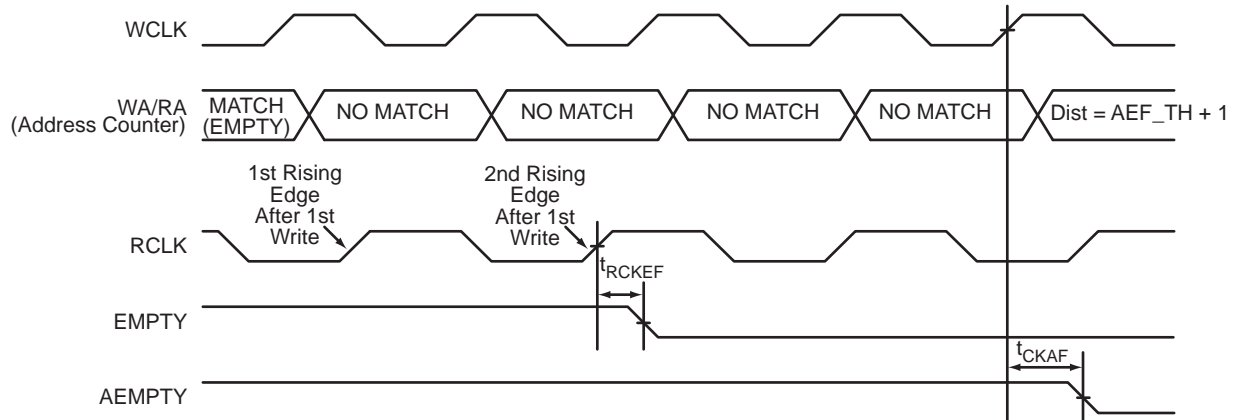 WCLK
WA/RA
(Address Counter)
MATCH
(EMPTY)
NO MATCH
NO MATCH
NO MATCH
NO MATCH
Dist = AEF_TH + 1
1st Rising
Edge
After 1st
Write
2nd Rising
Edge
After 1st
Write
RCLK
tRCKEF
EMPTY
tCKAF
AEMPTY